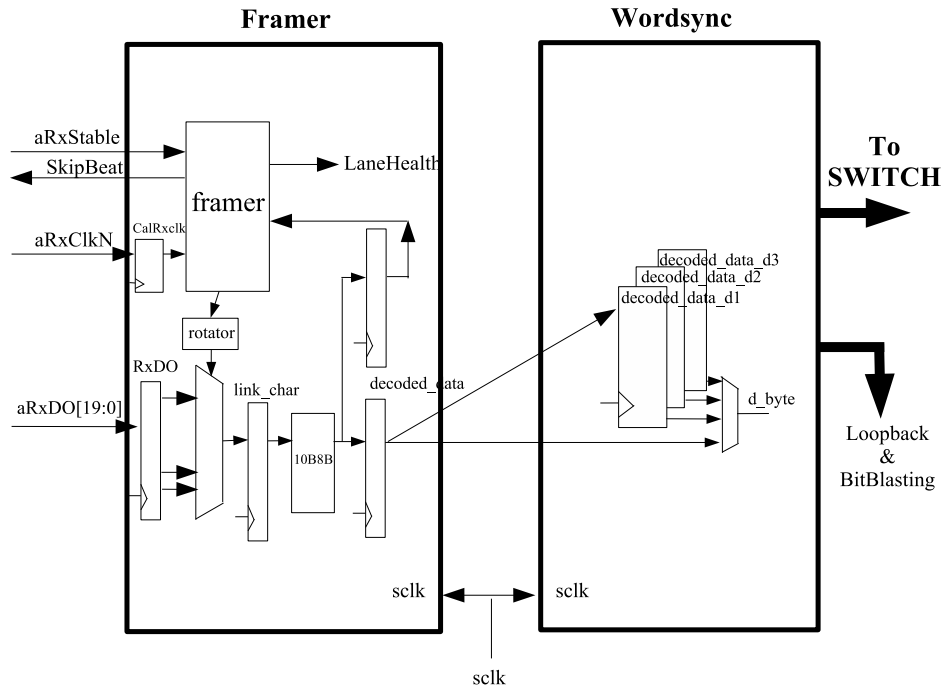 Framer
Wordsync
aRxStable
SkipBeat
LaneHealth
framer
To
SWITCH
CalRxclk
aRxClkN
decoded_data_d3
decoded_data_d2
decoded_data_d1
rotator
RxDO
link_char
decoded_data
aRxDO[19:0]
d_byte
10B8B
Loopback
&
BitBlasting
sclk
sclk
sclk